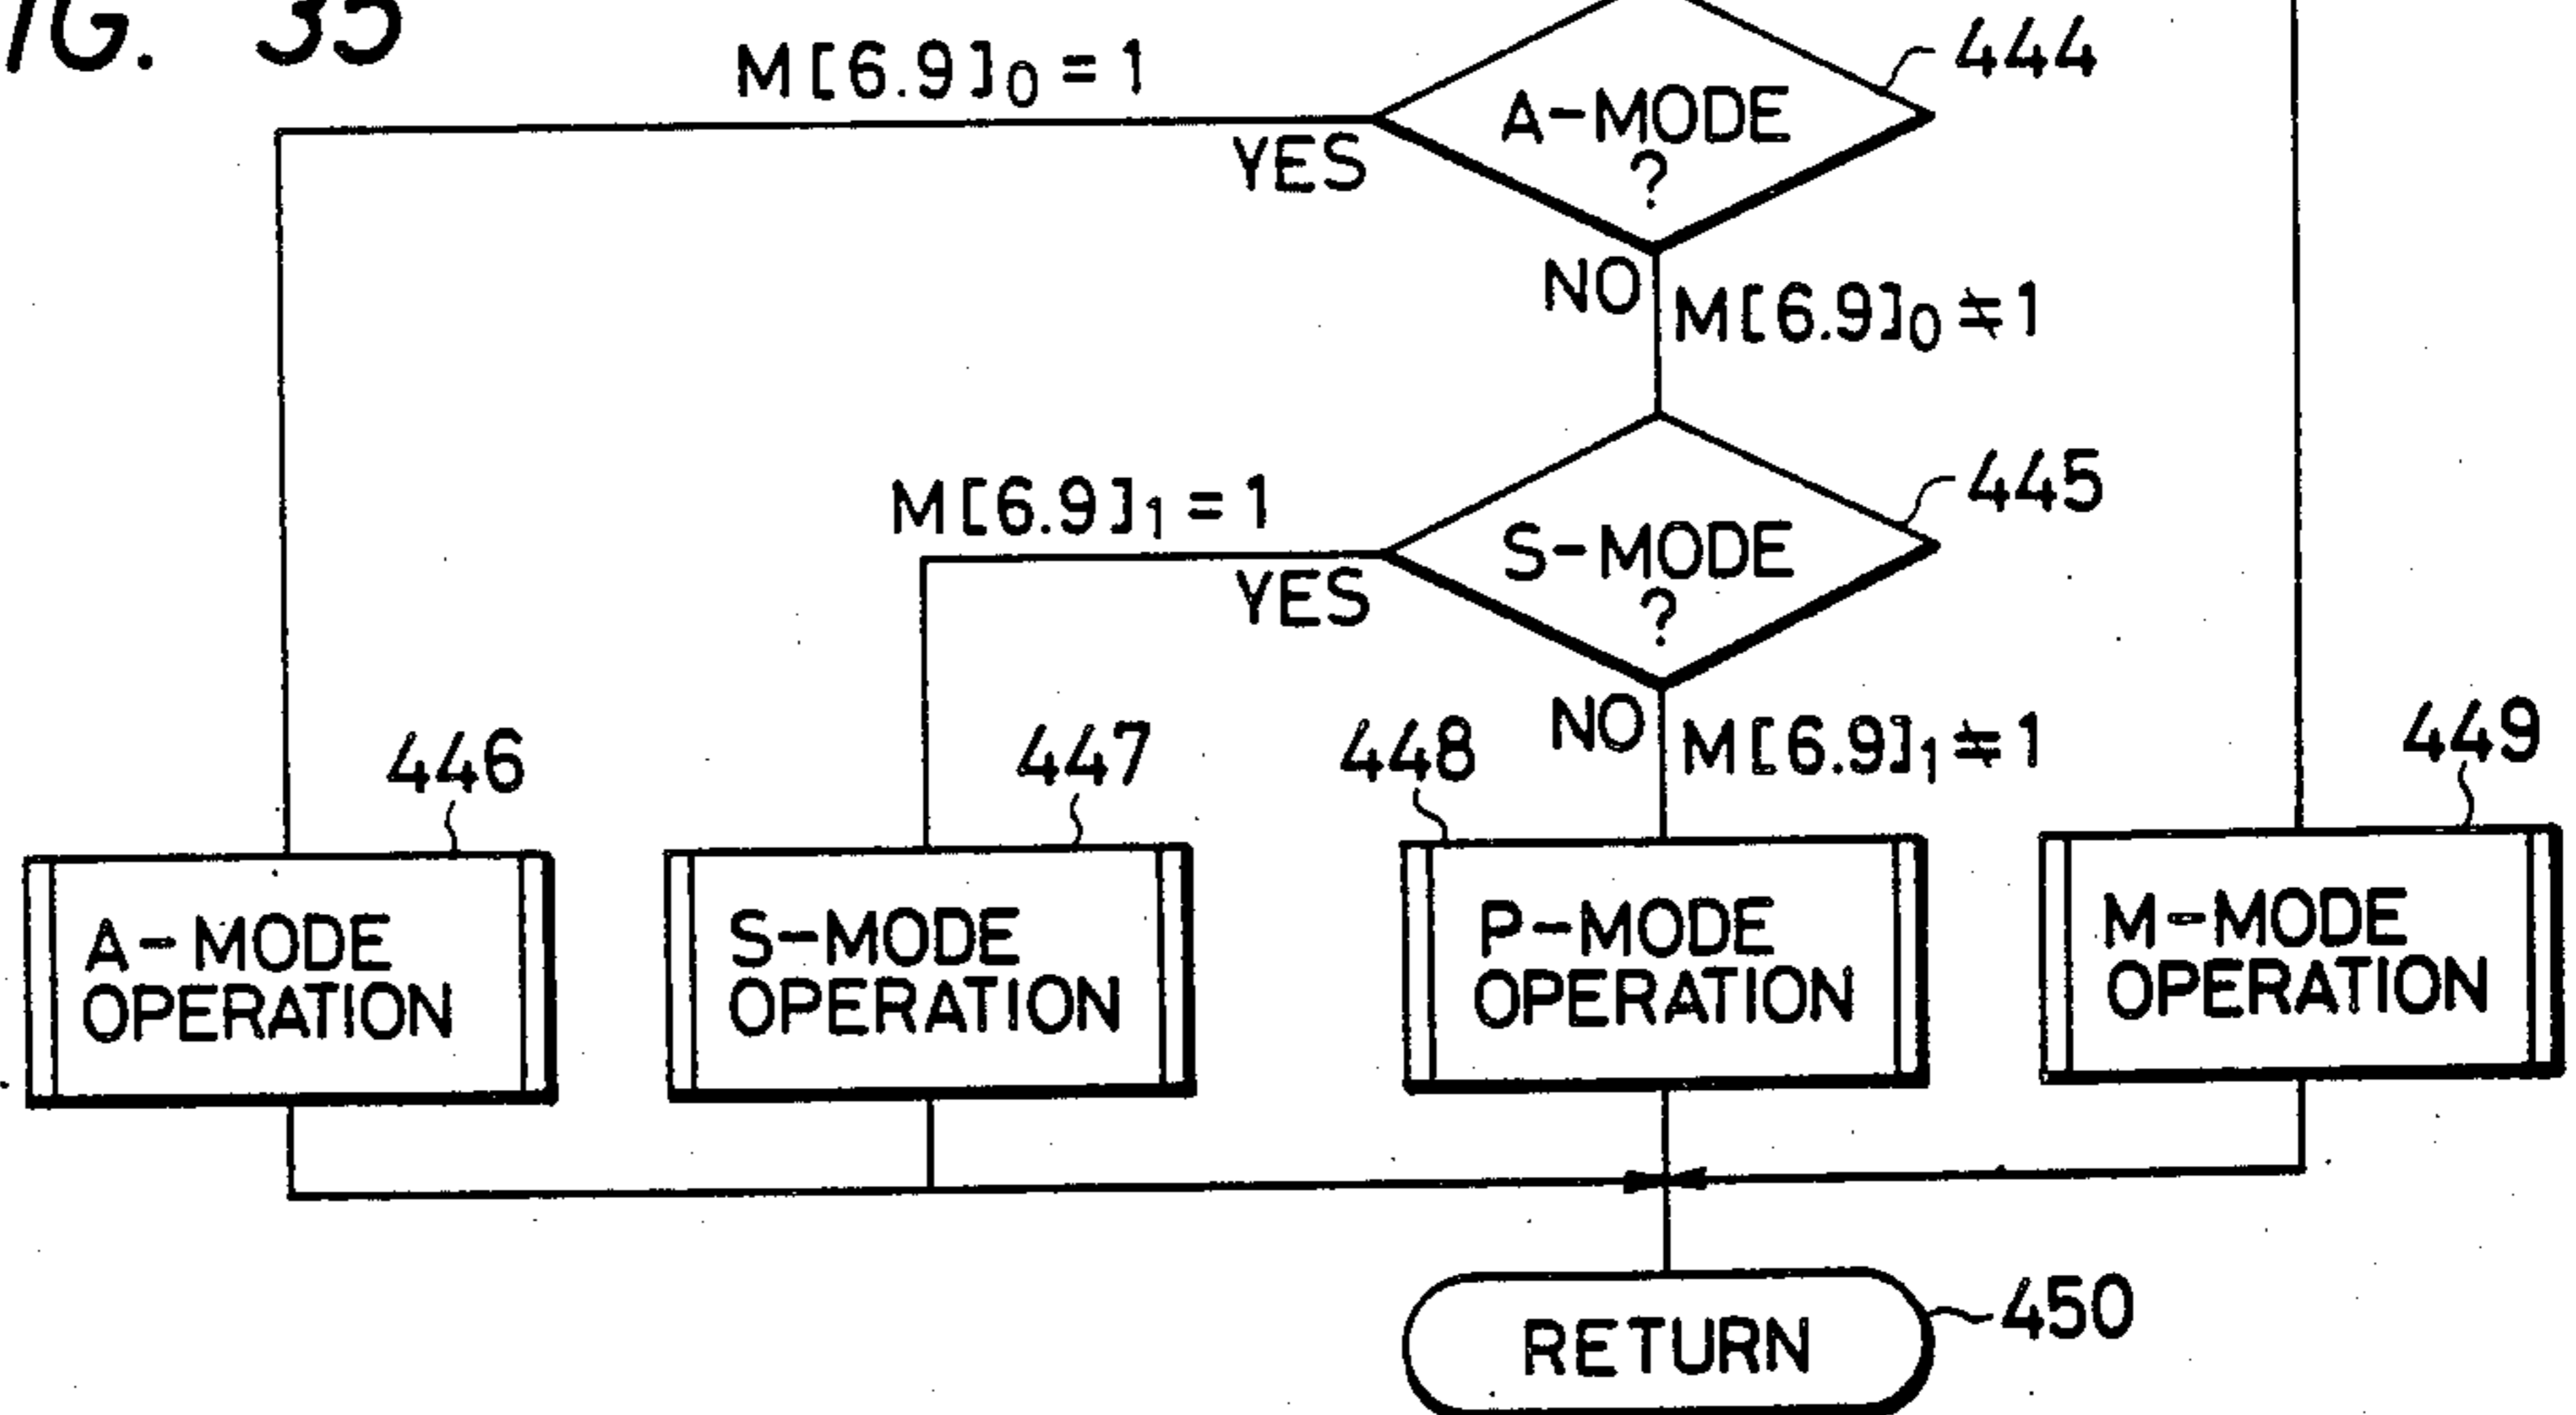 IG. 35
M[6.9]₀ = 1
444
A-MODE
?
YES
NO
M[6.9]₀ ≠ 1
M[6.9]₁ = 1
445
S-MODE
?
YES
NO
M[6.9]₁ ≠ 1
446
447
448
449
A-MODE
OPERATION
S-MODE
OPERATION
P-MODE
OPERATION
M-MODE
OPERATION
RETURN
450